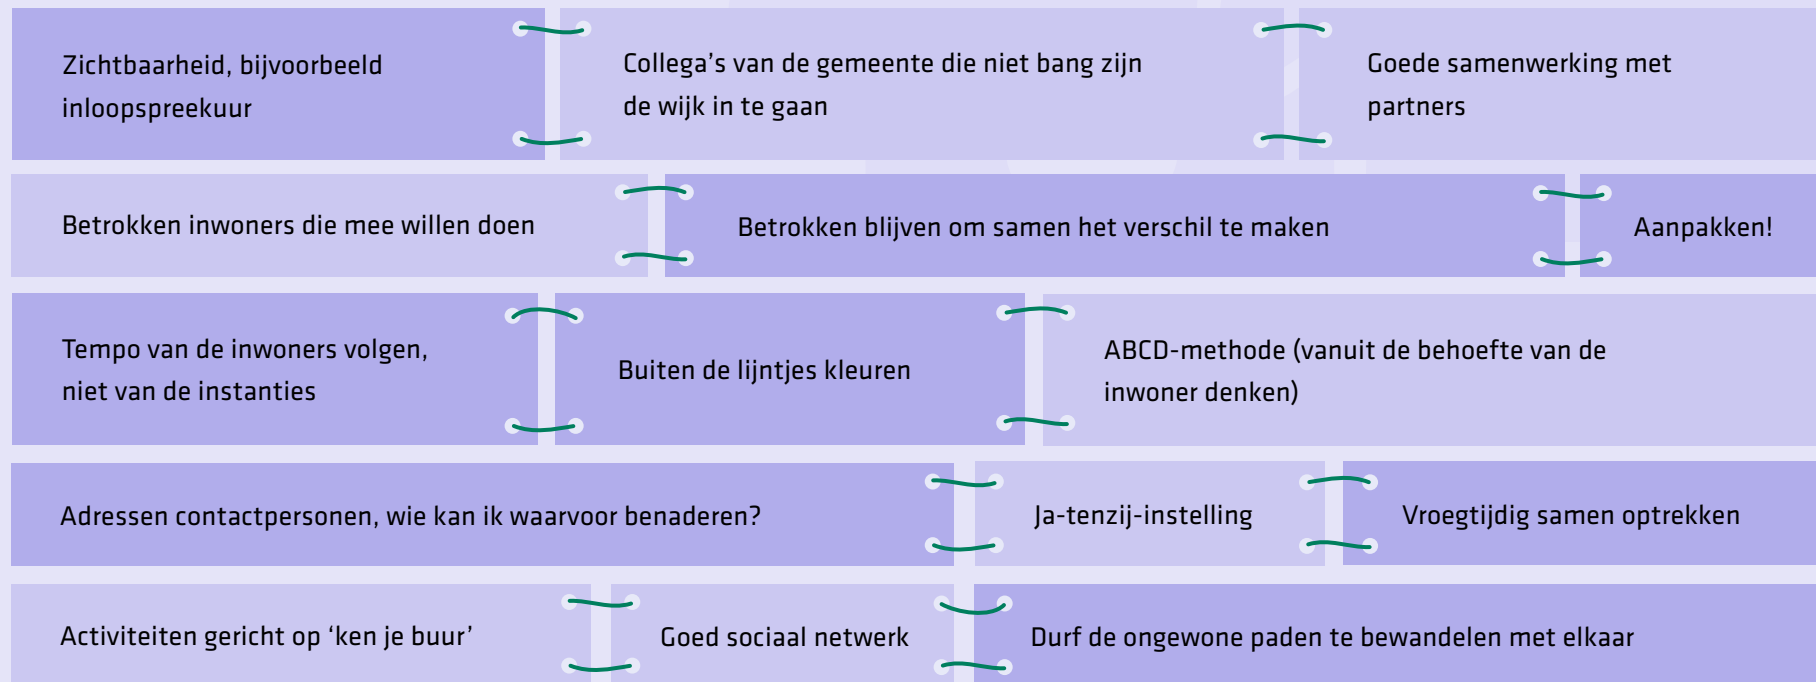 Zichtbaarheid, bijvoorbeeld
inloopspreekuur
Collega’s van de gemeente die niet bang zijn
de wijk in te gaan
Goede samenwerking met
partners
Betrokken inwoners die mee willen doen
Betrokken blijven om samen het verschil te maken
Aanpakken!
Tempo van de inwoners volgen,
niet van de instanties
Buiten de lijntjes kleuren
ABCD-methode (vanuit de behoefte van de
inwoner denken)
Adressen contactpersonen, wie kan ik waarvoor benaderen?
Ja-tenzij-instelling
Vroegtijdig samen optrekken
Activiteiten gericht op ‘ken je buur’
Goed sociaal netwerk
Durf de ongewone paden te bewandelen met elkaar